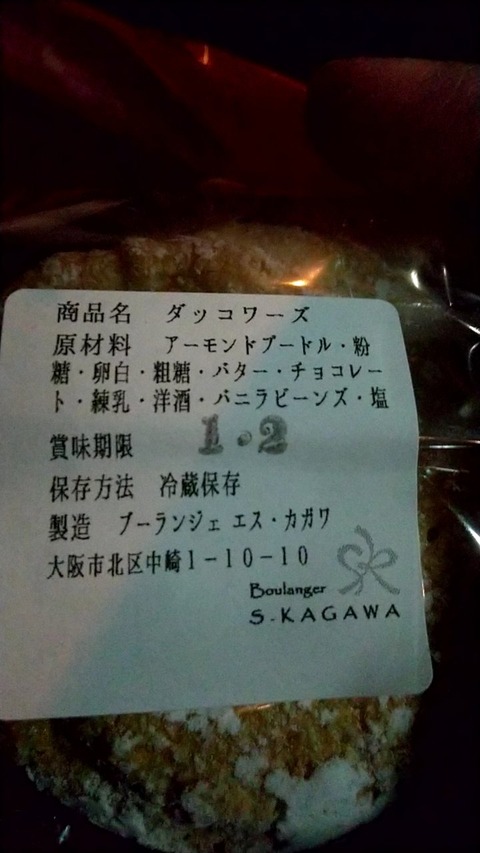 商品名 ダッコワーズ
原材料 アーモンドプードル・粉
糖・卵白・粗糖・バター・チョコレー
ト・練乳・洋酒・バニラビーンズ・塩
賞味期限 1.2
保存方法 冷蔵保存
製造 ブーランジェ エス・カガワ
大阪市北区中崎1-10-10
Boulanger
S.KAGAWA